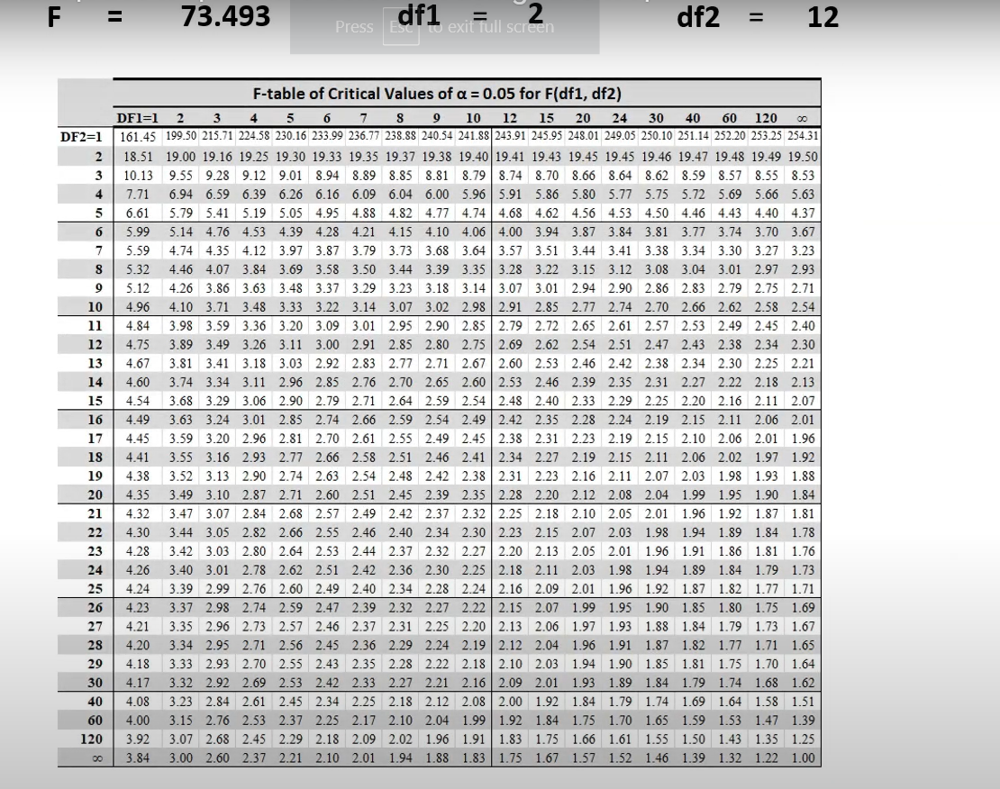 F = 73.493 df1 = 2 df2 = 12
Press Esc to exit full screen
F-table of Critical Values of α = 0.05 for F(df1, df2)
DF1=1 2 3 4 5 6 7 8 9 10 12 15 20 24 30 40 60 120 ∞
DF2=1 161.45 199.50 215.71 224.58 230.16 233.99 236.77 238.88 240.54 241.88 243.91 245.95 248.01 249.05 250.10 251.14 252.20 253.25 254.31
2 18.51 19.00 19.16 19.25 19.30 19.33 19.35 19.37 19.38 19.40 19.41 19.43 19.45 19.45 19.46 19.47 19.48 19.49 19.50
3 10.13 9.55 9.28 9.12 9.01 8.94 8.89 8.85 8.81 8.79 8.74 8.70 8.66 8.64 8.62 8.59 8.57 8.55 8.53
4 7.71 6.94 6.59 6.39 6.26 6.16 6.09 6.04 6.00 5.96 5.91 5.86 5.80 5.77 5.75 5.72 5.69 5.66 5.63
5 6.61 5.79 5.41 5.19 5.05 4.95 4.88 4.82 4.77 4.74 4.68 4.62 4.56 4.53 4.50 4.46 4.43 4.40 4.37
6 5.99 5.14 4.76 4.53 4.39 4.28 4.21 4.15 4.10 4.06 4.00 3.94 3.87 3.84 3.81 3.77 3.74 3.70 3.67
7 5.59 4.74 4.35 4.12 3.97 3.87 3.79 3.73 3.68 3.64 3.57 3.51 3.44 3.41 3.38 3.34 3.30 3.27 3.23
8 5.32 4.46 4.07 3.84 3.69 3.58 3.50 3.44 3.39 3.35 3.28 3.22 3.15 3.12 3.08 3.04 3.01 2.97 2.93
9 5.12 4.26 3.86 3.63 3.48 3.37 3.29 3.23 3.18 3.14 3.07 3.01 2.94 2.90 2.86 2.83 2.79 2.75 2.71
10 4.96 4.10 3.71 3.48 3.33 3.22 3.14 3.07 3.02 2.98 2.91 2.85 2.77 2.74 2.70 2.66 2.62 2.58 2.54
11 4.84 3.98 3.59 3.36 3.20 3.09 3.01 2.95 2.90 2.85 2.79 2.72 2.65 2.61 2.57 2.53 2.49 2.45 2.40
12 4.75 3.89 3.49 3.26 3.11 3.00 2.91 2.85 2.80 2.75 2.69 2.62 2.54 2.51 2.47 2.43 2.38 2.34 2.30
13 4.67 3.81 3.41 3.18 3.03 2.92 2.83 2.77 2.71 2.67 2.60 2.53 2.46 2.42 2.38 2.34 2.30 2.25 2.21
14 4.60 3.74 3.34 3.11 2.96 2.85 2.76 2.70 2.65 2.60 2.53 2.46 2.39 2.35 2.31 2.27 2.22 2.18 2.13
15 4.54 3.68 3.29 3.06 2.90 2.79 2.71 2.64 2.59 2.54 2.48 2.40 2.33 2.29 2.25 2.20 2.16 2.11 2.07
16 4.49 3.63 3.24 3.01 2.85 2.74 2.66 2.59 2.54 2.49 2.42 2.35 2.28 2.24 2.19 2.15 2.11 2.06 2.01
17 4.45 3.59 3.20 2.96 2.81 2.70 2.61 2.55 2.49 2.45 2.38 2.31 2.23 2.19 2.15 2.10 2.06 2.01 1.96
18 4.41 3.55 3.16 2.93 2.77 2.66 2.58 2.51 2.46 2.41 2.34 2.27 2.19 2.15 2.11 2.06 2.02 1.97 1.92
19 4.38 3.52 3.13 2.90 2.74 2.63 2.54 2.48 2.42 2.38 2.31 2.23 2.16 2.11 2.07 2.03 1.98 1.93 1.88
20 4.35 3.49 3.10 2.87 2.71 2.60 2.51 2.45 2.39 2.35 2.28 2.20 2.12 2.08 2.04 1.99 1.95 1.90 1.84
21 4.32 3.47 3.07 2.84 2.68 2.57 2.49 2.42 2.37 2.32 2.25 2.18 2.10 2.05 2.01 1.96 1.92 1.87 1.81
22 4.30 3.44 3.05 2.82 2.66 2.55 2.46 2.40 2.34 2.30 2.23 2.15 2.07 2.03 1.98 1.94 1.89 1.84 1.78
23 4.28 3.42 3.03 2.80 2.64 2.53 2.44 2.37 2.32 2.27 2.20 2.13 2.05 2.01 1.96 1.91 1.86 1.81 1.76
24 4.26 3.40 3.01 2.78 2.62 2.51 2.42 2.36 2.30 2.25 2.18 2.11 2.03 1.98 1.94 1.89 1.84 1.79 1.73
25 4.24 3.39 2.99 2.76 2.60 2.49 2.40 2.34 2.28 2.24 2.16 2.09 2.01 1.96 1.92 1.87 1.82 1.77 1.71
26 4.23 3.37 2.98 2.74 2.59 2.47 2.39 2.32 2.27 2.22 2.15 2.07 1.99 1.95 1.90 1.85 1.80 1.75 1.69
27 4.21 3.35 2.96 2.73 2.57 2.46 2.37 2.31 2.25 2.20 2.13 2.06 1.97 1.93 1.88 1.84 1.79 1.73 1.67
28 4.20 3.34 2.95 2.71 2.56 2.45 2.36 2.29 2.24 2.19 2.12 2.04 1.96 1.91 1.87 1.82 1.77 1.71 1.65
29 4.18 3.33 2.93 2.70 2.55 2.43 2.35 2.28 2.22 2.18 2.10 2.03 1.94 1.90 1.85 1.81 1.75 1.70 1.64
30 4.17 3.32 2.92 2.69 2.53 2.42 2.33 2.27 2.21 2.16 2.09 2.01 1.93 1.89 1.84 1.79 1.74 1.68 1.62
40 4.08 3.23 2.84 2.61 2.45 2.34 2.25 2.18 2.12 2.08 2.00 1.92 1.84 1.79 1.74 1.69 1.64 1.58 1.51
60 4.00 3.15 2.76 2.53 2.37 2.25 2.17 2.10 2.04 1.99 1.92 1.84 1.75 1.70 1.65 1.59 1.53 1.47 1.39
120 3.92 3.07 2.68 2.45 2.29 2.18 2.09 2.02 1.96 1.91 1.83 1.75 1.66 1.61 1.55 1.50 1.43 1.35 1.25
∞ 3.84 3.00 2.60 2.37 2.21 2.10 2.01 1.94 1.88 1.83 1.75 1.67 1.57 1.52 1.46 1.39 1.32 1.22 1.00